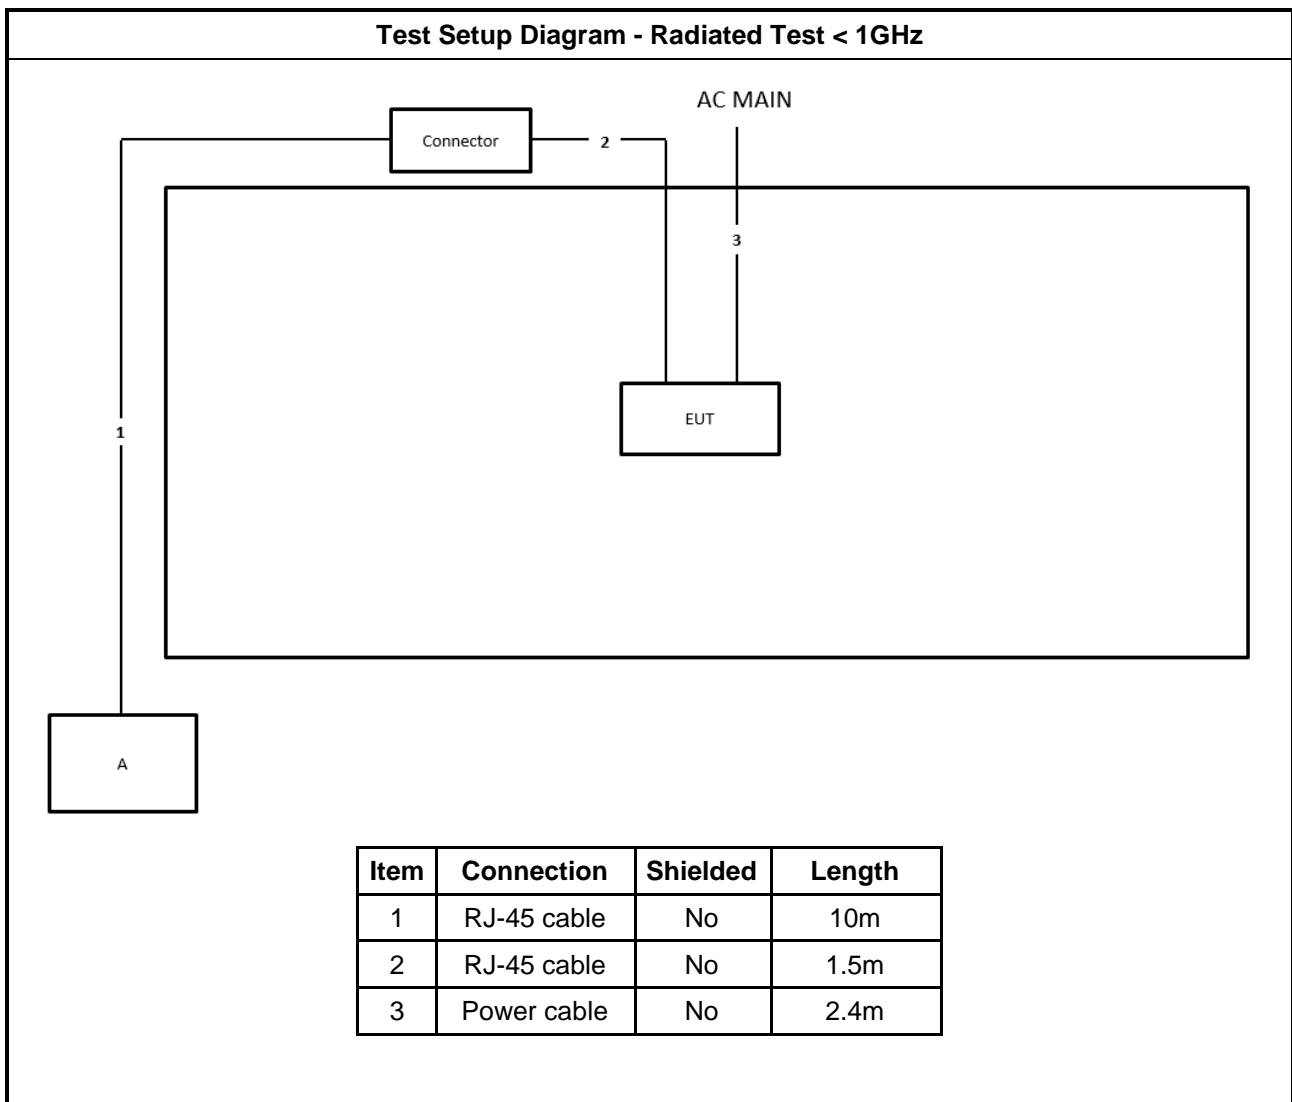 Test Setup Diagram - Radiated Test < 1GHz
AC MAIN
Connector
2
3
EUT
1
A
Item Connection Shielded Length
1 RJ-45 cable No 10m
2 RJ-45 cable No 1.5m
3 Power cable No 2.4m